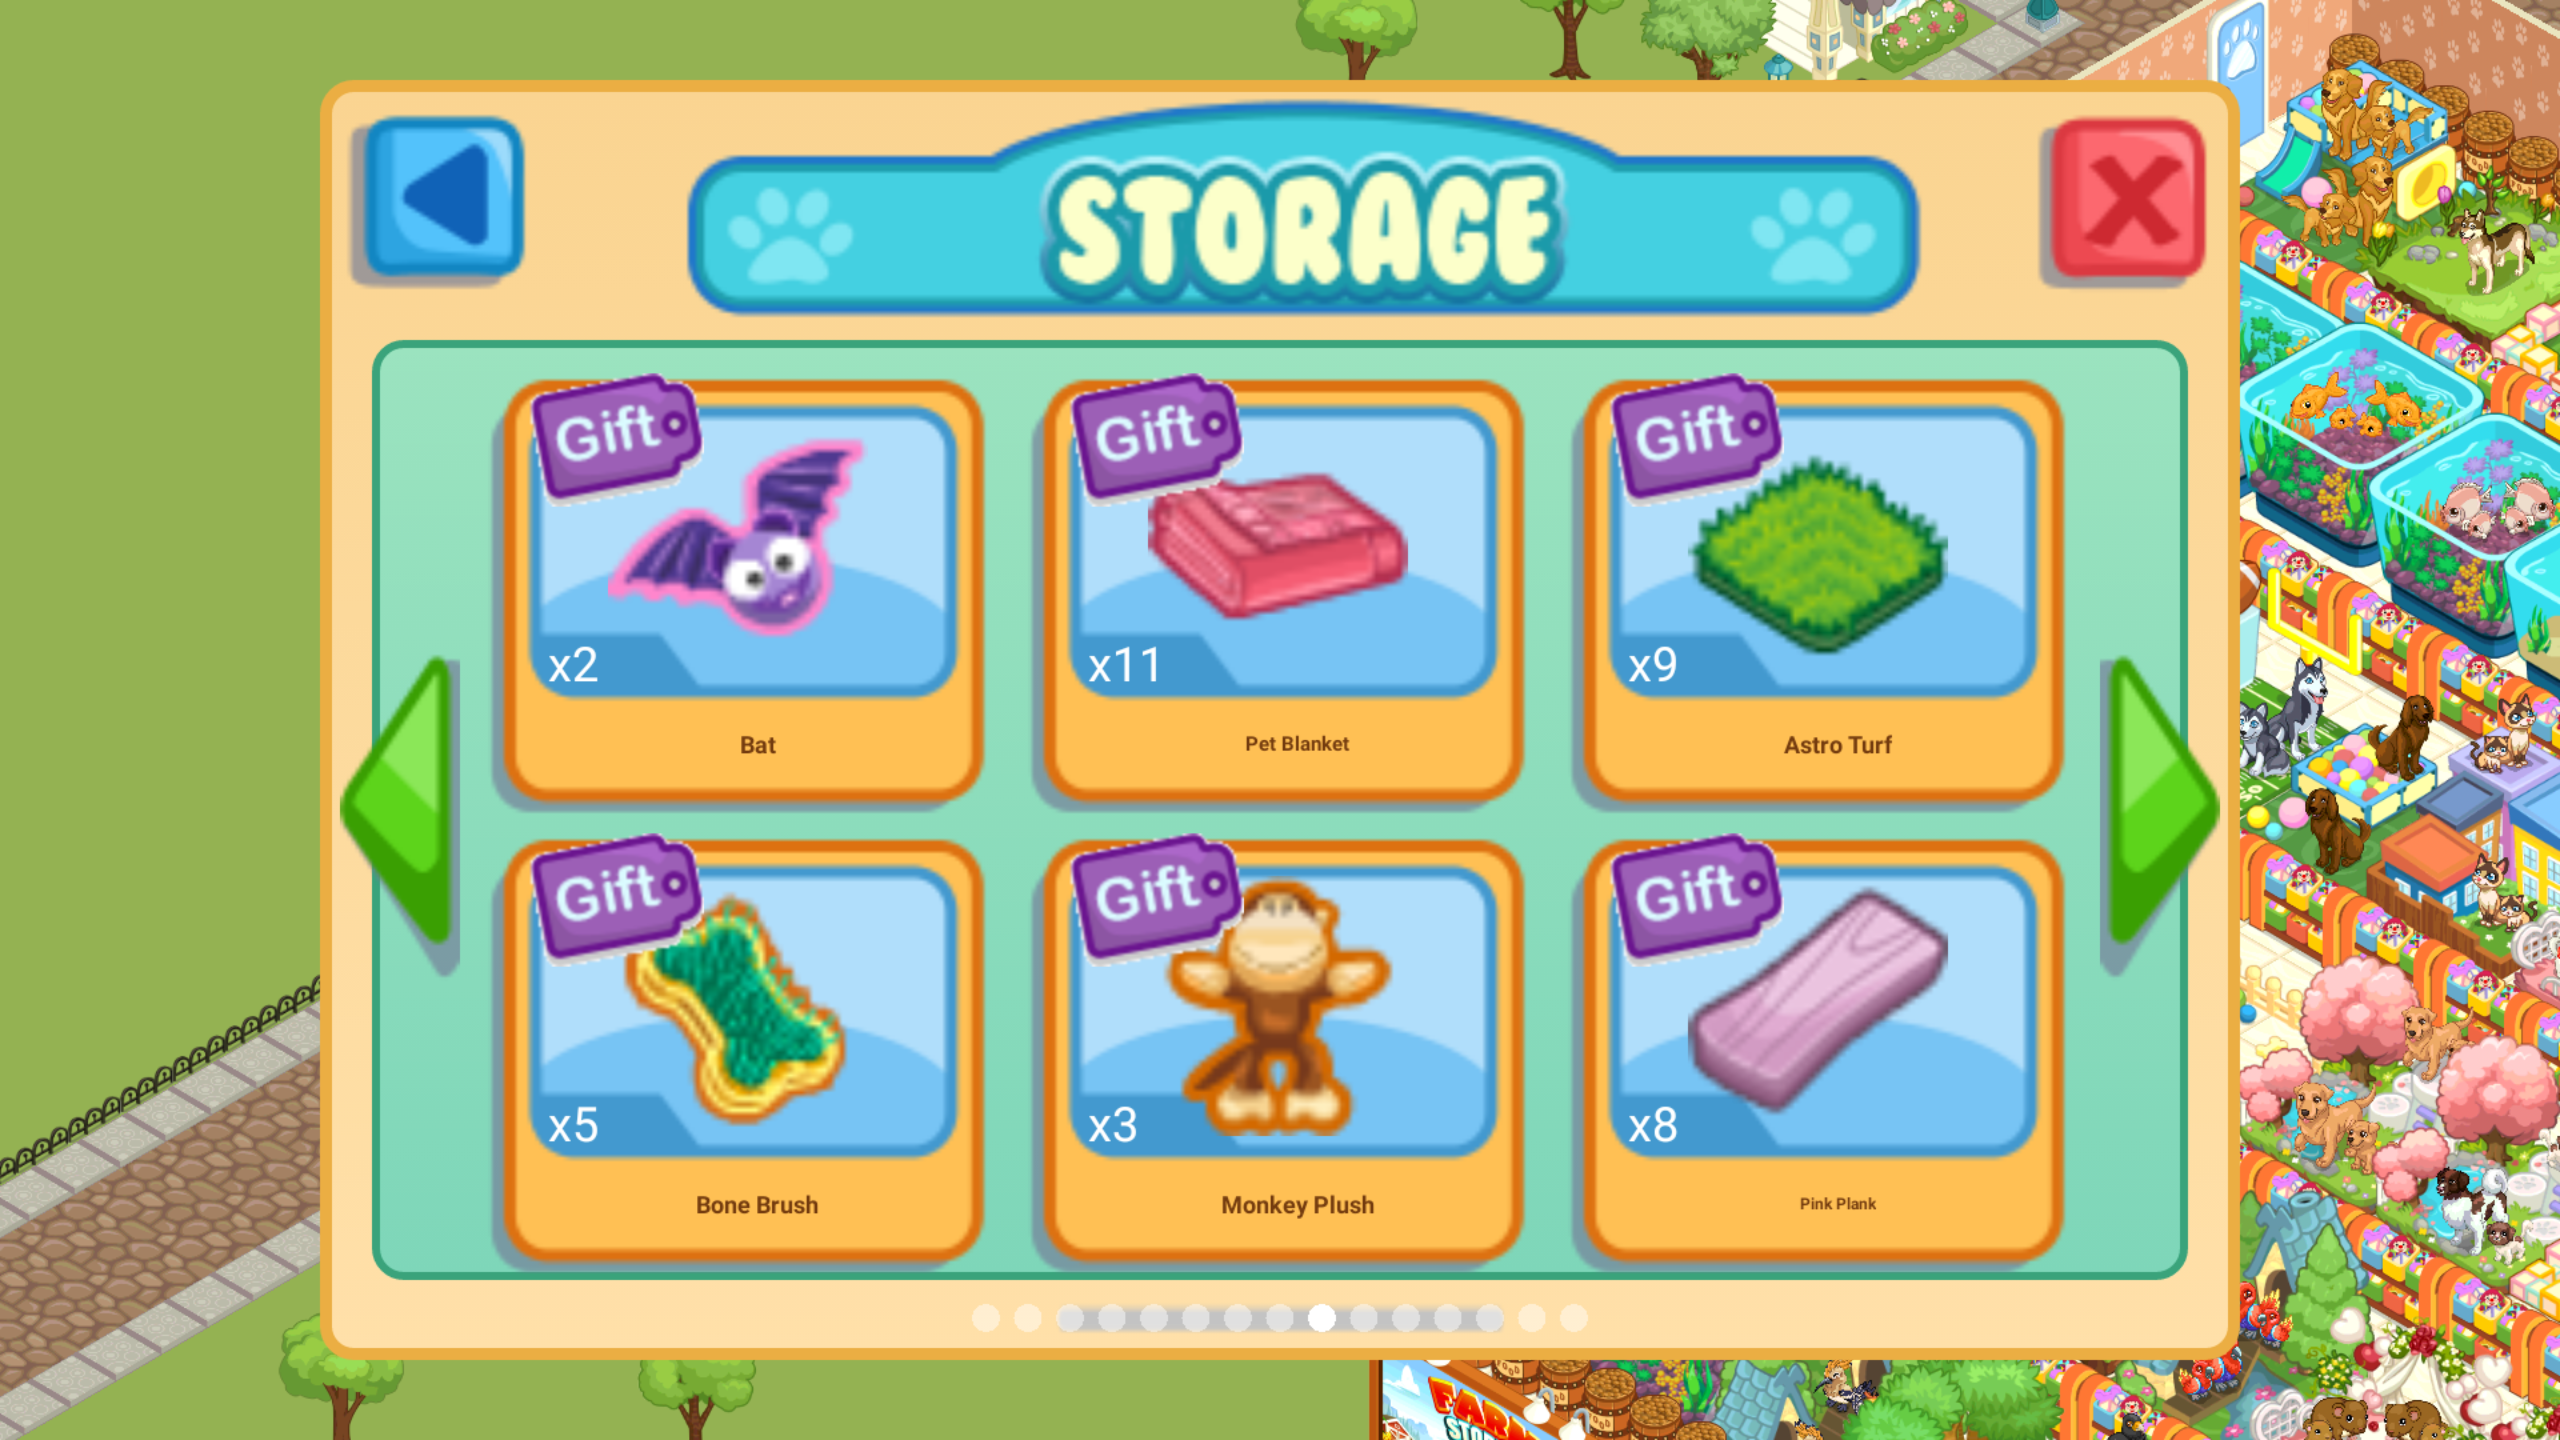 STORAGE
Gift
x2
Bat
Gift
x11
Pet Blanket
Gift
x9
Astro Turf
Gift
x5
Bone Brush
Gift
x3
Monkey Plush
Gift
x8
Pink Plank